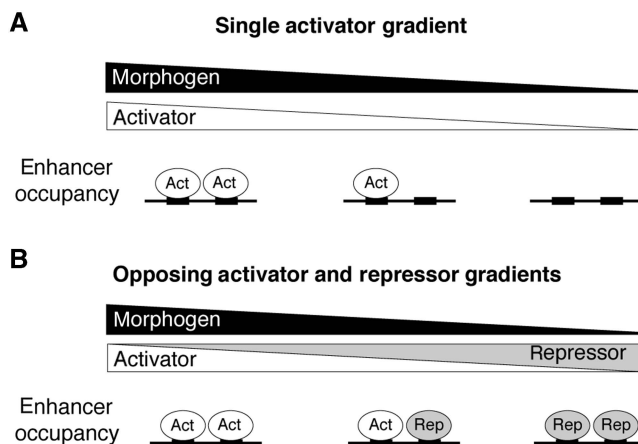 A
Single activator gradient
Morphogen
Activator
Enhancer
occupancy
Act Act Act
B
Opposing activator and repressor gradients
Morphogen
Activator Repressor
Enhancer
occupancy
Act Act Act Rep Rep Rep